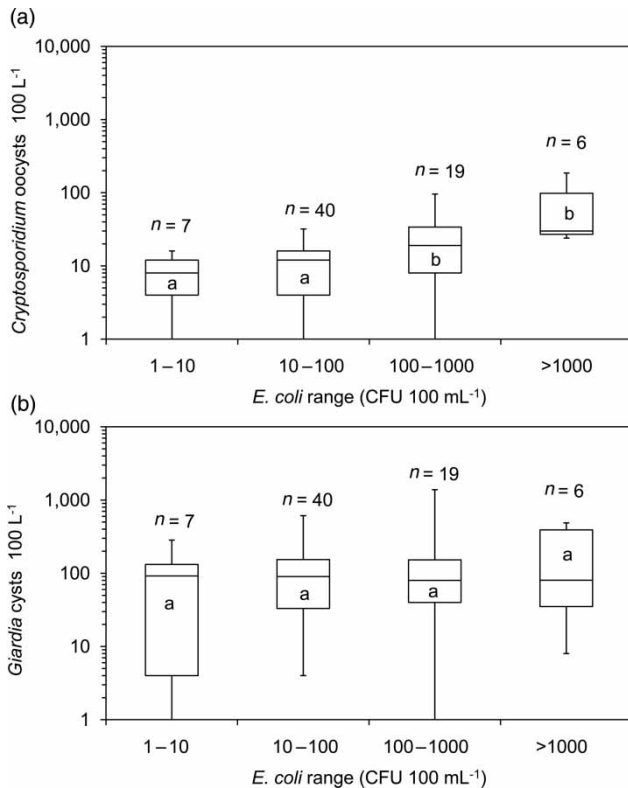 (a)
10,000
1,000
100
10
1
Cryptosporidium oocysts 100 L⁻¹
n = 7
n = 40
n = 19
n = 6
a
a
b
b
1–10
10–100
100–1000
>1000
E. coli range (CFU 100 mL⁻¹)
(b)
10,000
1,000
100
10
1
Giardia cysts 100 L⁻¹
n = 7
n = 40
n = 19
n = 6
a
a
a
a
1–10
10–100
100–1000
>1000
E. coli range (CFU 100 mL⁻¹)